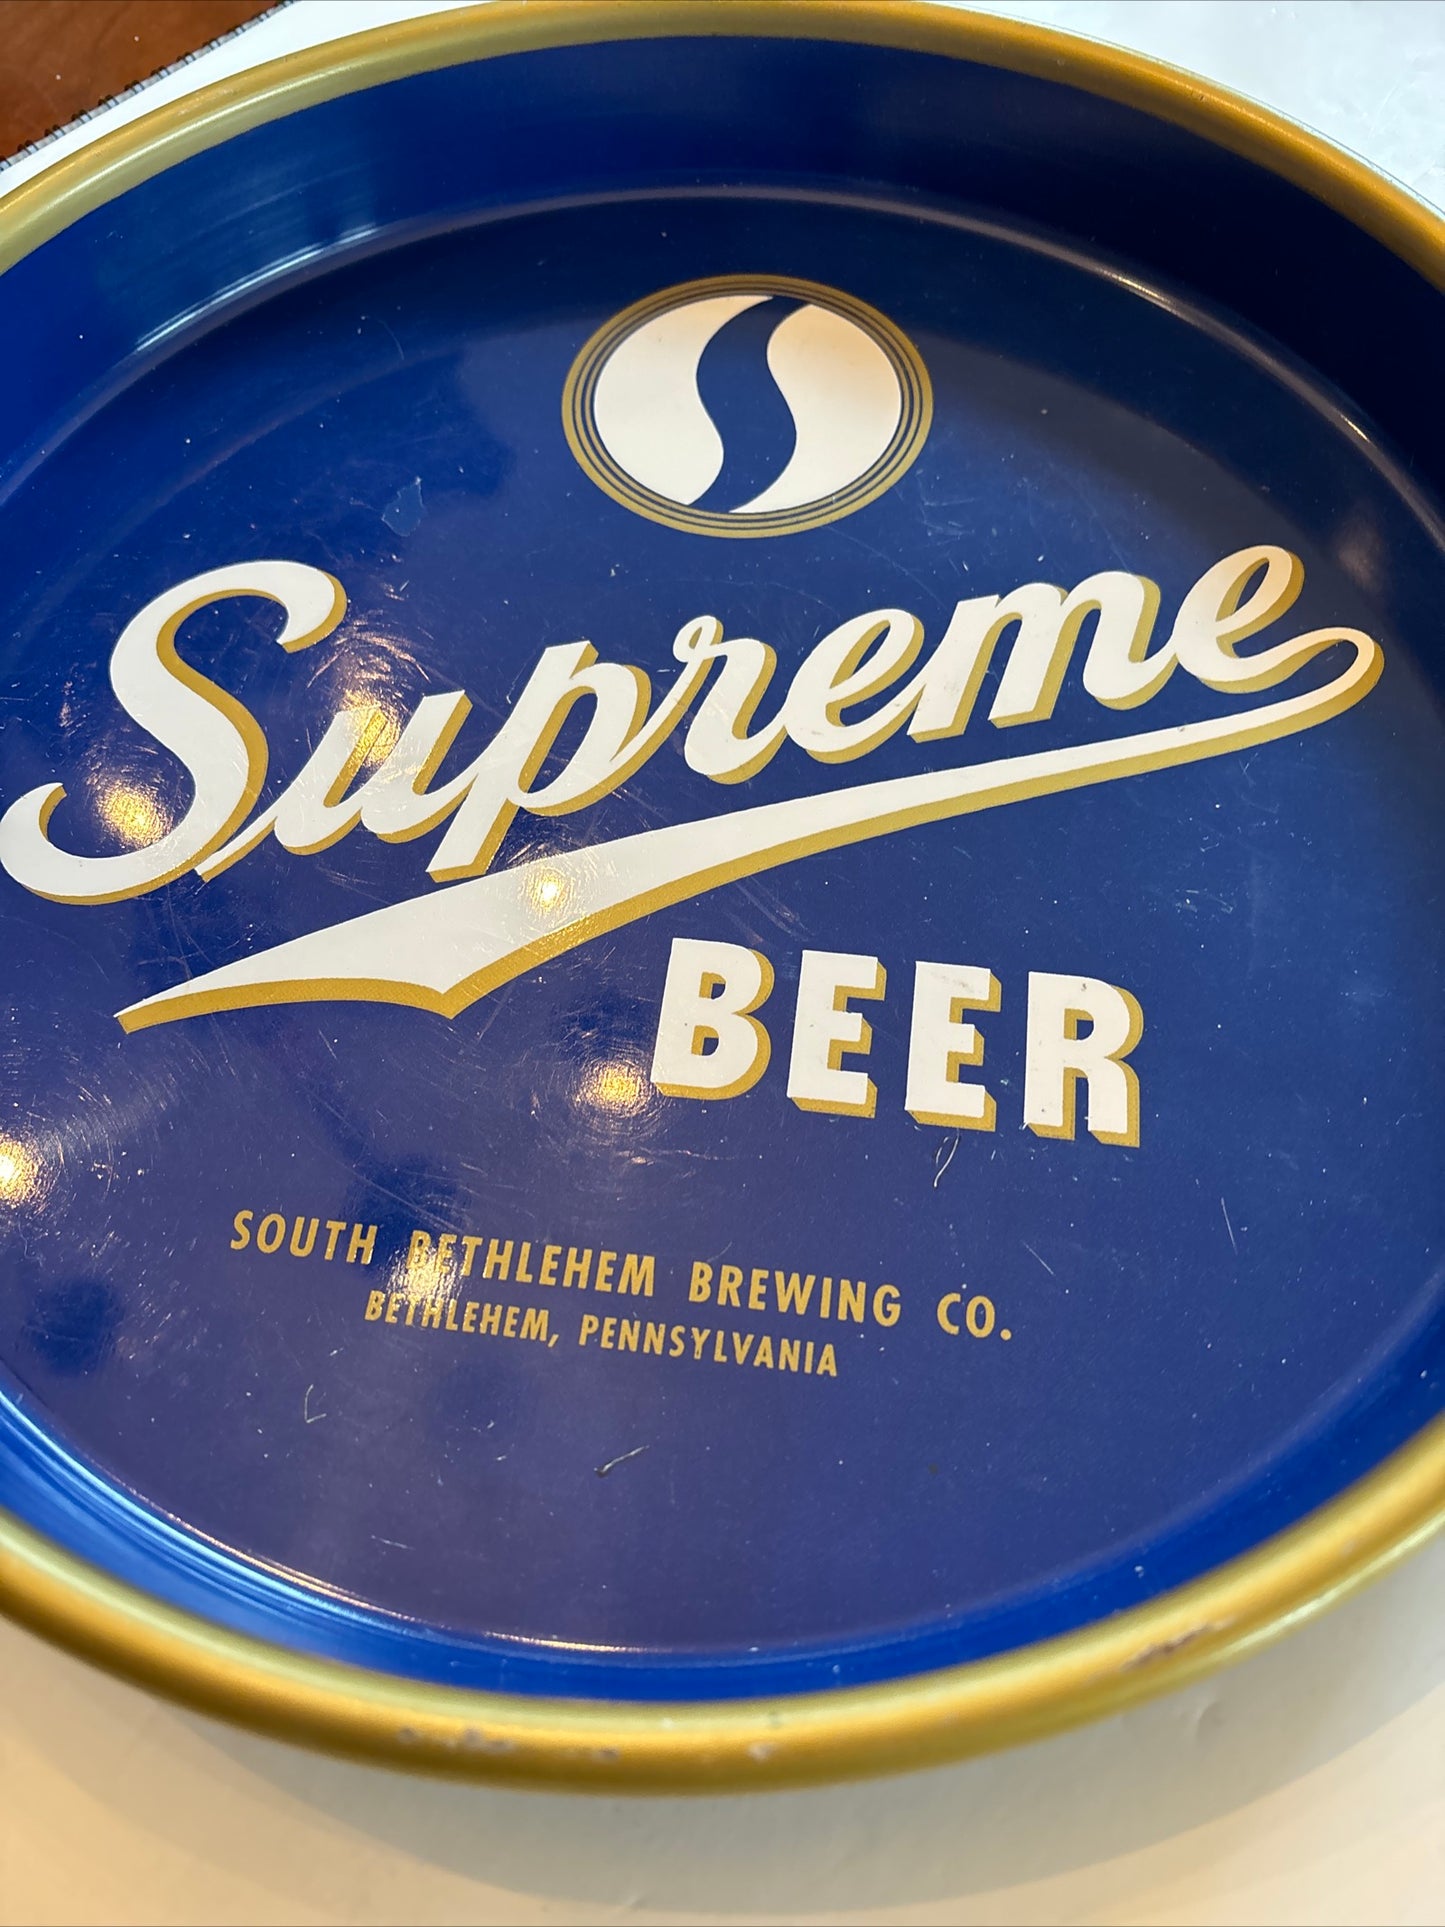 S
Supreme
BEER
SOUTH BETHLEHEM BREWING CO.
BETHLEHEM, PENNSYLVANIA